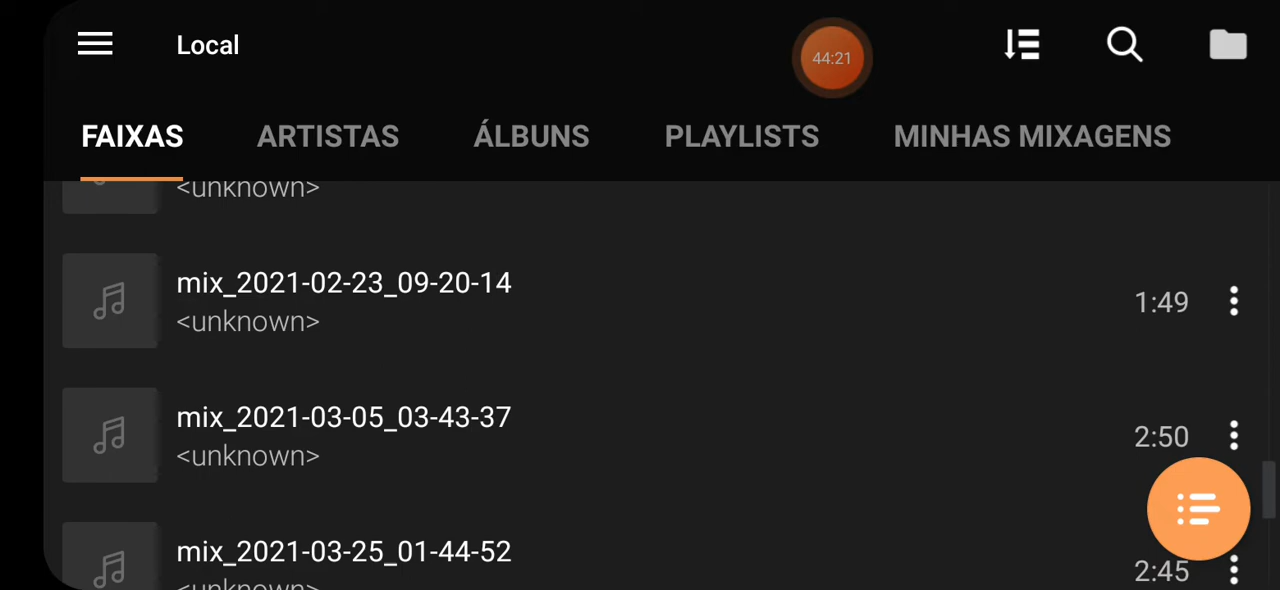 Local
44:21
FAIXAS
ARTISTAS
ÁLBUNS
PLAYLISTS
MINHAS MIXAGENS
<unknown>
mix_2021-02-23_09-20-14
<unknown>
1:49
mix_2021-03-05_03-43-37
<unknown>
2:50
mix_2021-03-25_01-44-52
<unknown>
2:45